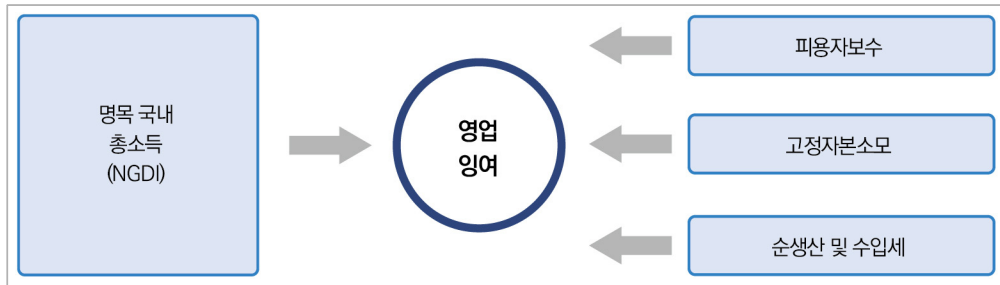 명목 국내
총소득
(NGDI)
영업
잉여
피용자보수
고정자본소모
순생산 및 수입세